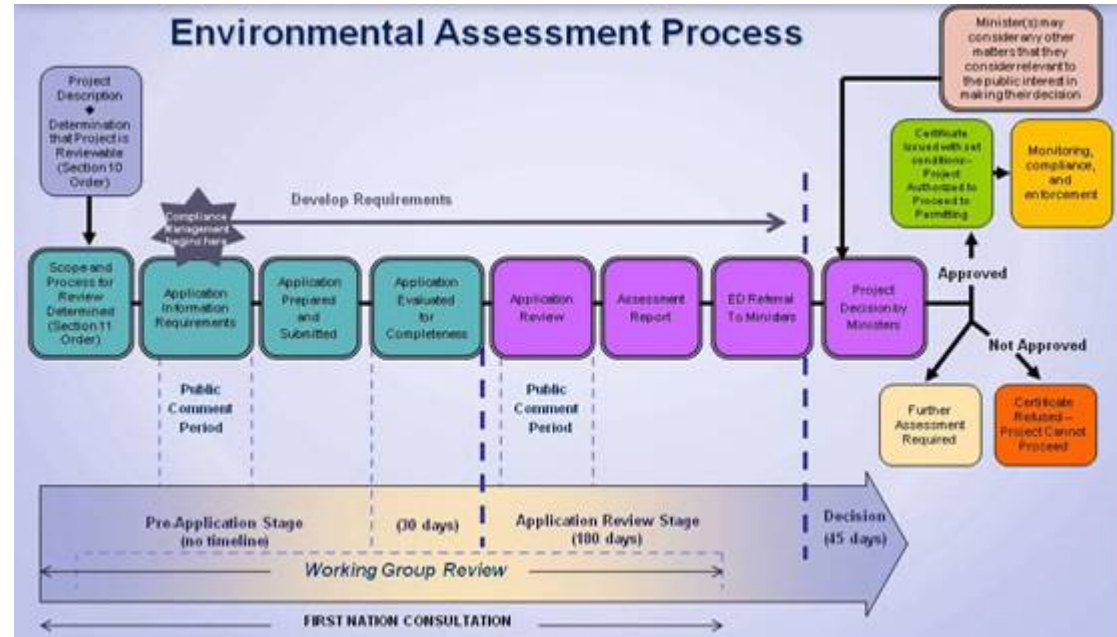 Environmental Assessment Process
Minister(s) may
consider any other
matters that they
consider relevant to
the public interest in
making their decision
Project
Description
+
Determination
that Project is
Reviewable
(Section 10
Order)
Certificate
Issued with set
conditions–
Project
Authorized to
Proceed to
Permitting
Monitoring,
compliance,
and
enforcement
Develop Requirements
Compliance
Management
begins here
Scope and
Process for
Review
Determined
(Section 11
Order)
Application
Information
Requirements
Application
Prepared
and
Submitted
Application
Evaluated
for
Completeness
Application
Review
Assessment
Report
ED Referral
To Ministers
Project
Decision by
Ministers
Approved
Not Approved
Public
Comment
Period
Public
Comment
Period
Further
Assessment
Required
Certificate
Refused –
Project Cannot
Proceed
Pre-Application Stage
(no timeline)
(30 days)
Application Review Stage
(180 days)
Decision
(45 days)
Working Group Review
FIRST NATION CONSULTATION